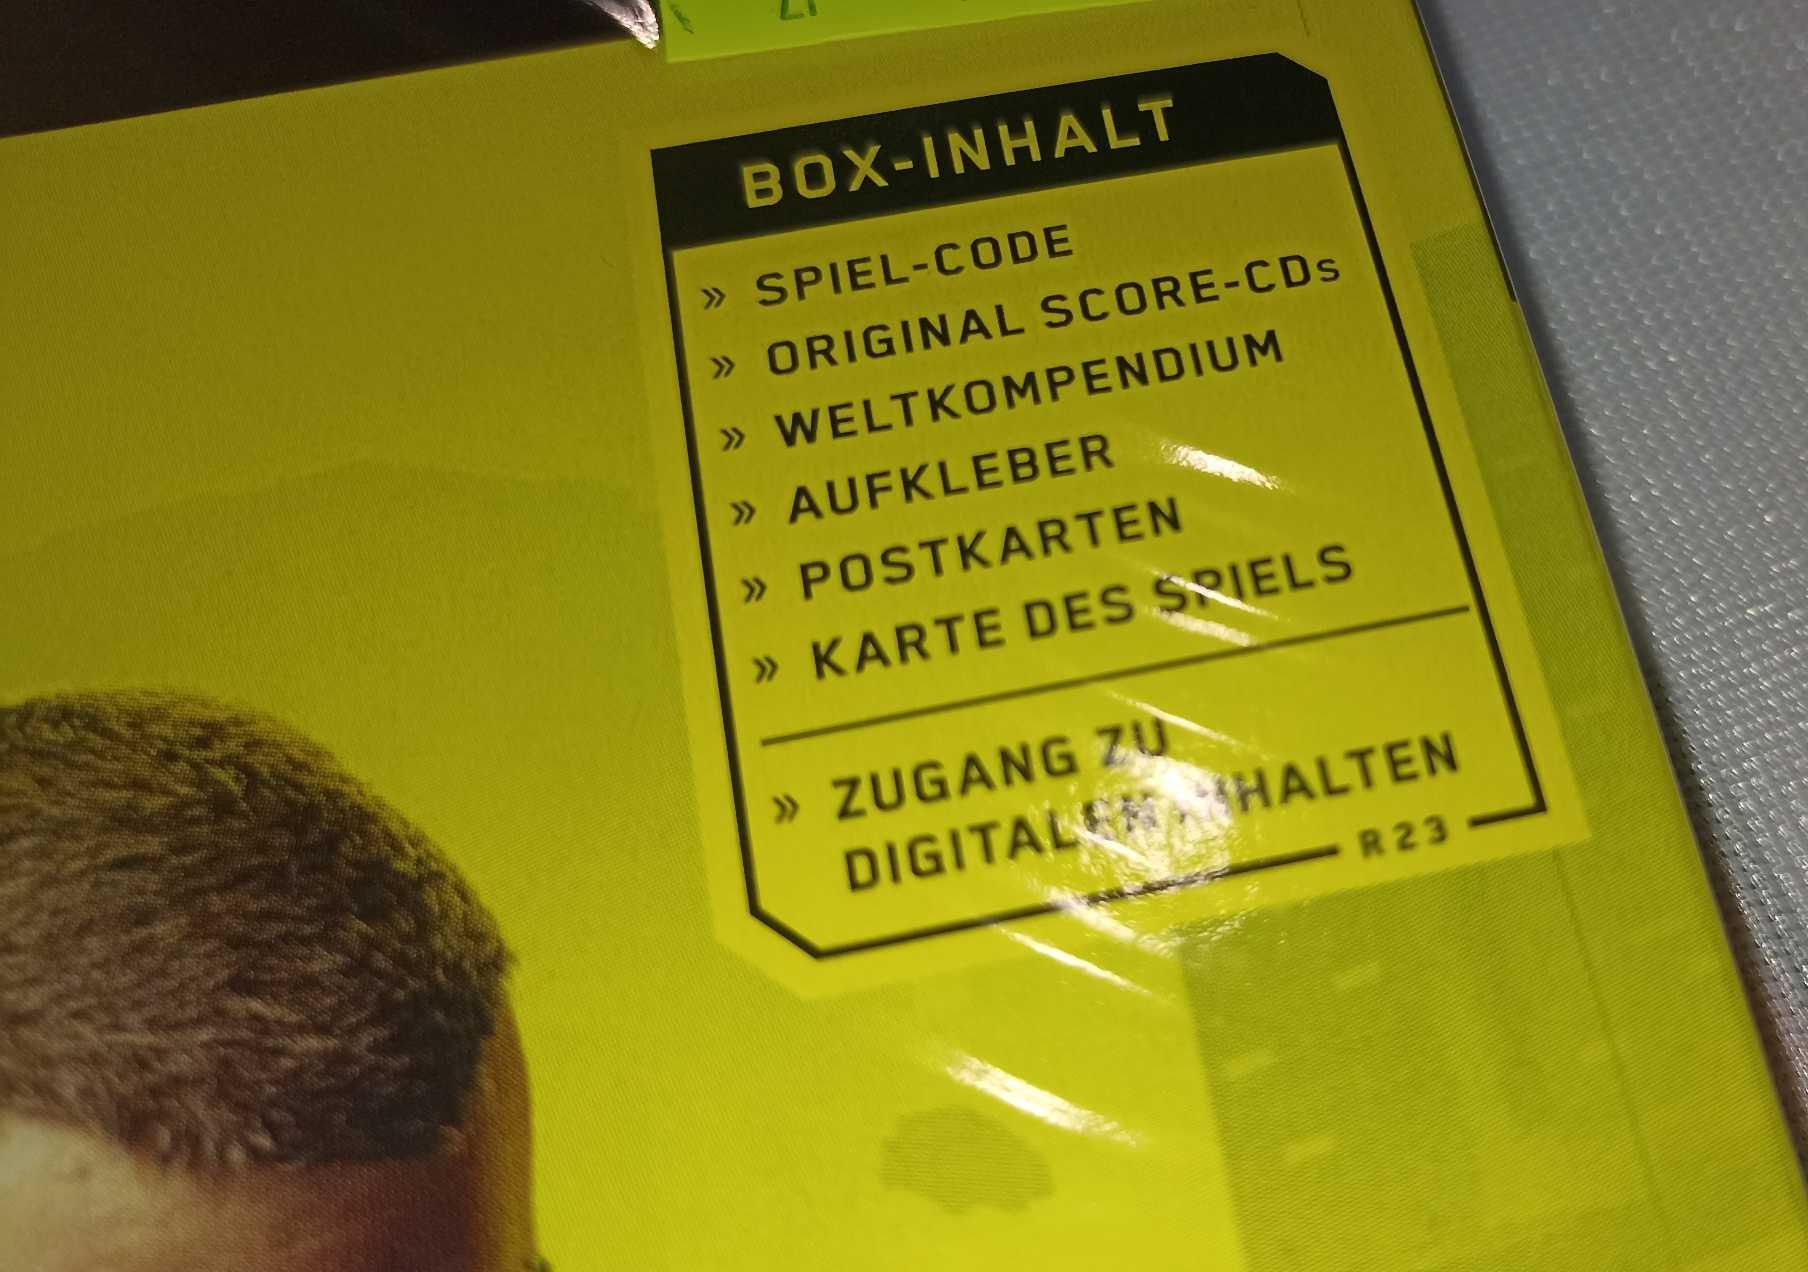 BOX-INHALT
» SPIEL-CODE
» ORIGINAL SCORE-CDs
» WELTKOMPENDIUM
» AUFKLEBER
» POSTKARTEN
» KARTE DES SPIELS
» ZUGANG ZU
DIGITALEN INHALTEN
R23